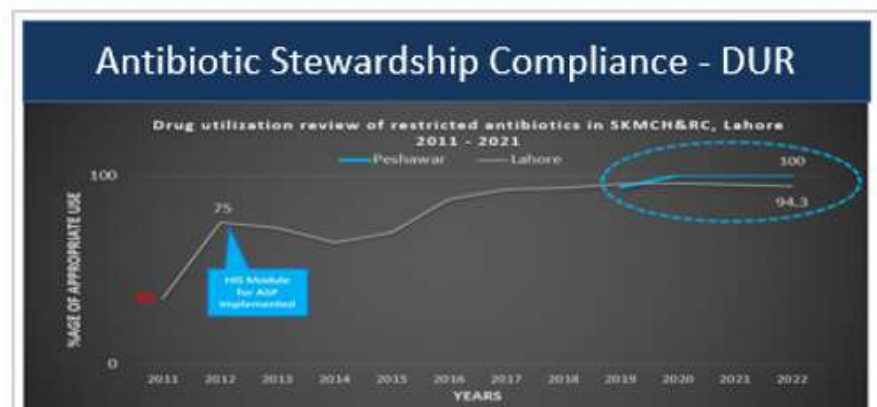 Antibiotic Stewardship Compliance - DUR
Drug utilization review of restricted antibiotics in SKMCH&RC, Lahore
2011 - 2021
Peshawar Lahore
100
100
75
94.3
HIS Module
for ASP
Implemented
%AGE OF APPROPRIATE USE
0
2011 2012 2013 2014 2015 2016 2017 2018 2019 2020 2021 2022
YEARS